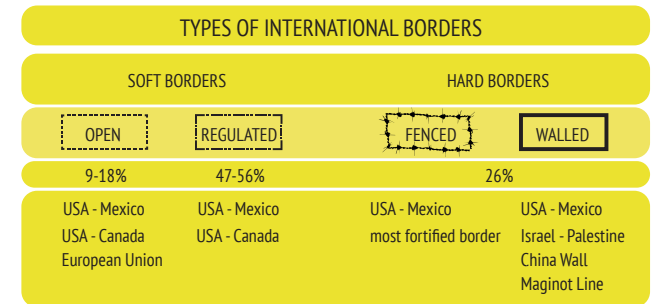 TYPES OF INTERNATIONAL BORDERS
SOFT BORDERS HARD BORDERS
OPEN REGULATED FENCED WALLED
9-18% 47-56% 26%
USA - Mexico USA - Mexico USA - Mexico USA - Mexico
USA - Canada USA - Canada most fortified border Israel - Palestine
European Union China Wall
Maginot Line